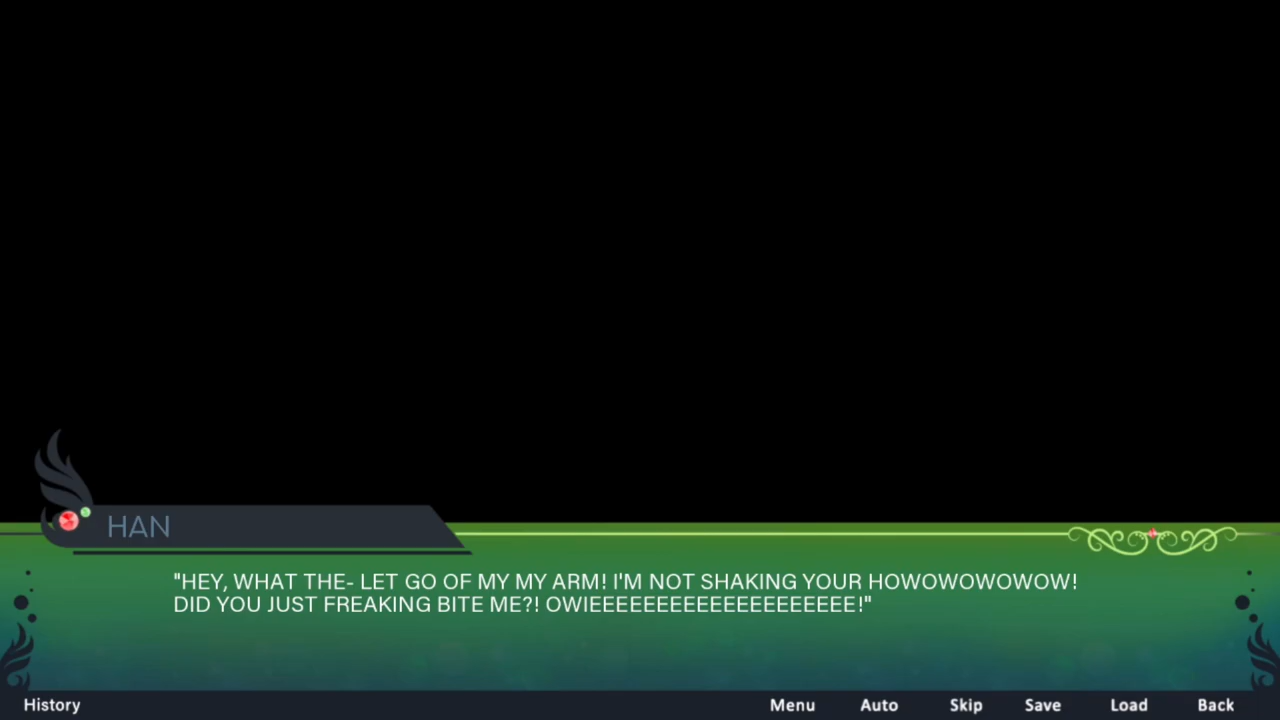 HAN
"HEY, WHAT THE- LET GO OF MY MY ARM! I'M NOT SHAKING YOUR HOWOWOWOWOW!
DID YOU JUST FREAKING BITE ME?! OWIEEEEEEEEEEEEEEEEEEEE!"
History Menu Auto Skip Save Load Back